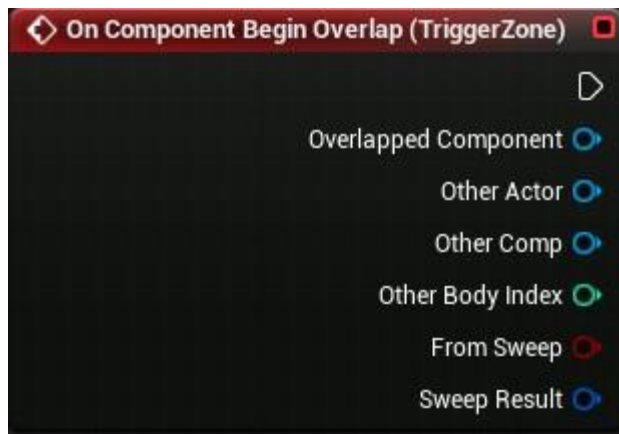 On Component Begin Overlap (TriggerZone)
Overlapped Component
Other Actor
Other Comp
Other Body Index
From Sweep
Sweep Result